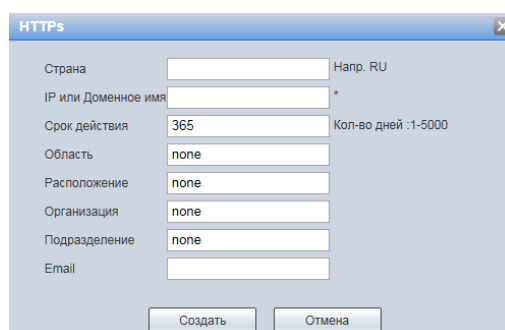 HTTPs
Страна Напр. RU
IP или Доменное имя *
Срок действия 365 Кол-во дней :1-5000
Область none
Расположение none
Организация none
Подразделение none
Email
Создать Отмена